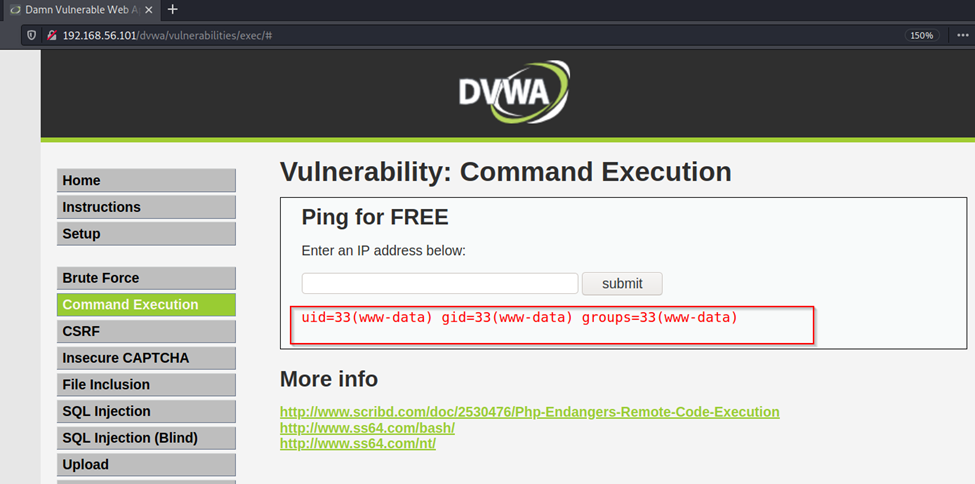 Damn Vulnerable Web A
192.168.56.101/dvwa/vulnerabilities/exec/#
150%
DVWA
Home
Instructions
Setup
Brute Force
Command Execution
CSRF
Insecure CAPTCHA
File Inclusion
SQL Injection
SQL Injection (Blind)
Upload
Vulnerability: Command Execution
Ping for FREE
Enter an IP address below:
submit
uid=33(www-data) gid=33(www-data) groups=33(www-data)
More info
http://www.scribd.com/doc/2530476/Php-Endangers-Remote-Code-Execution
http://www.ss64.com/bash/
http://www.ss64.com/nt/